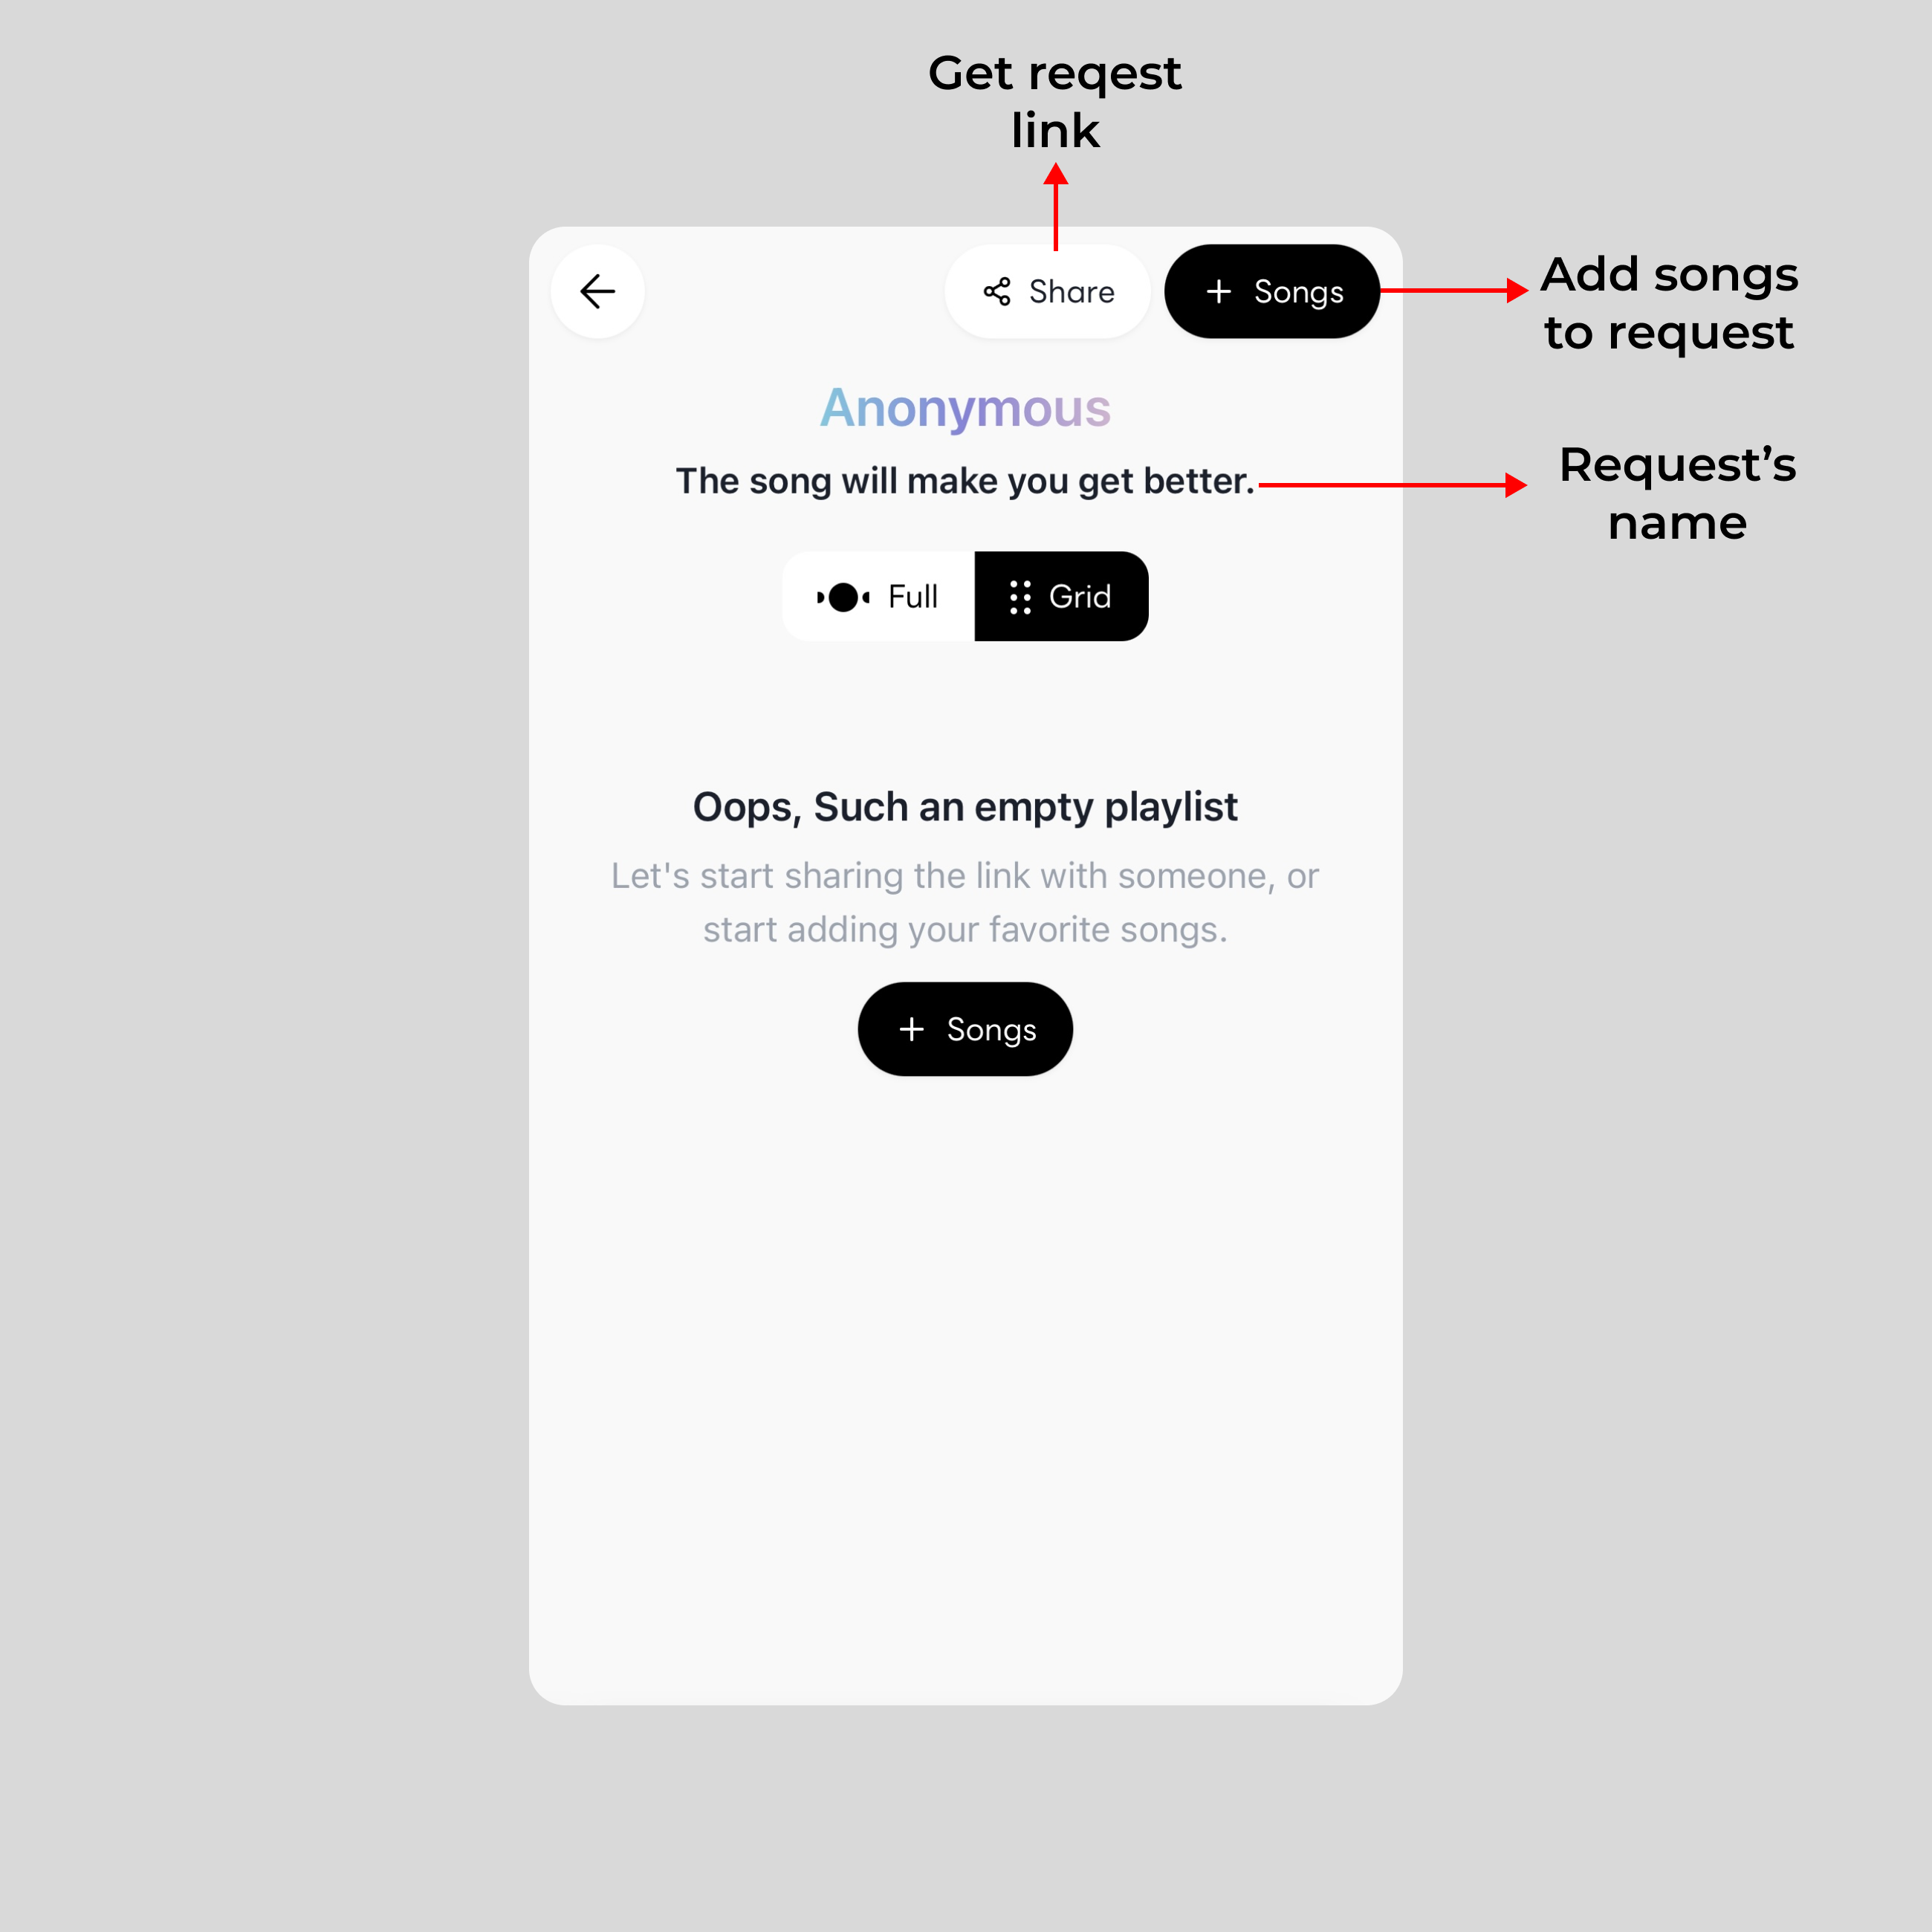 Get reqest
link
Share
Songs
Add songs
to request
Anonymous
The song will make you get better.
Request’s
name
Full
Grid
Oops, Such an empty playlist
Let's start sharing the link with someone, or
start adding your favorite songs.
Songs